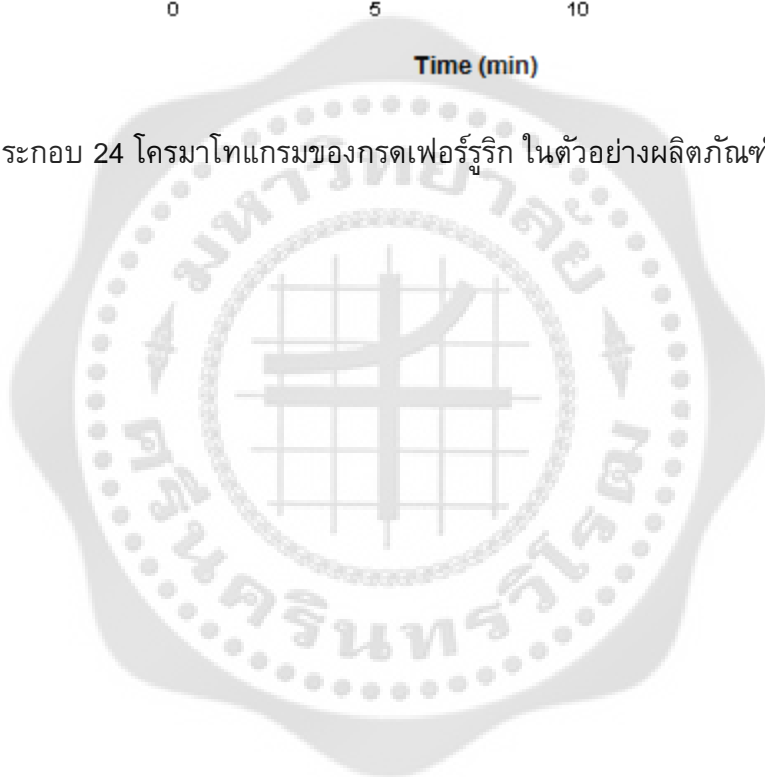 0 5 10
Time (min)
ระกอบ 24 โครมาโทแกรมของกรดเฟอร์รูริก ในตัวอย่างผลิตภัณฑ์
มหาวิทยาลัย
ศรีนครินทรวิโรฒ